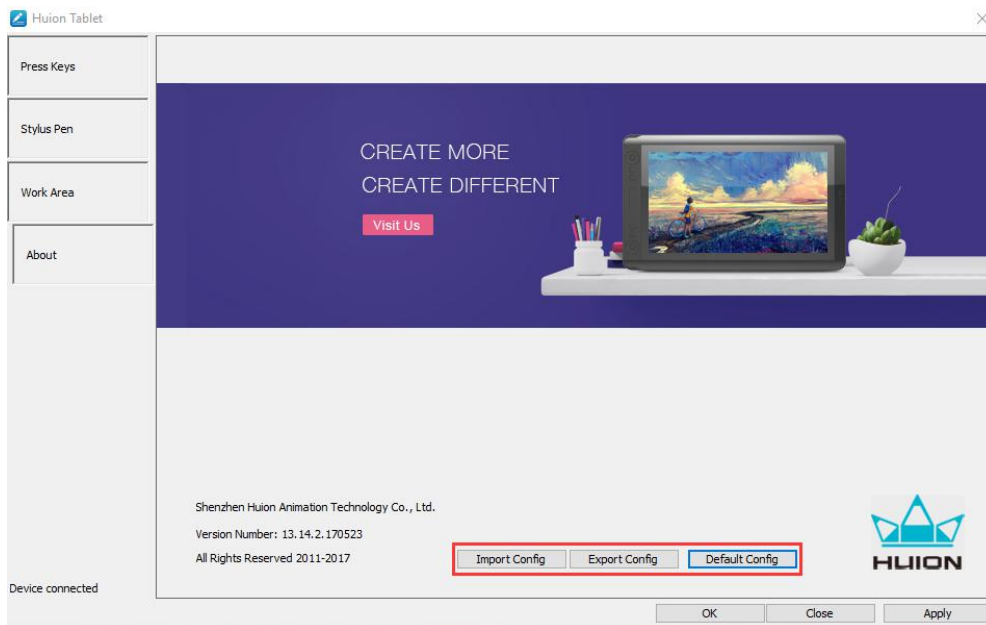 Huion Tablet
Press Keys
Stylus Pen
Work Area
About
CREATE MORE
CREATE DIFFERENT
Visit Us
Shenzhen Huion Animation Technology Co., Ltd.
Version Number: 13.14.2.170523
All Rights Reserved 2011-2017
Import Config
Export Config
Default Config
HUION
Device connected
OK
Close
Apply